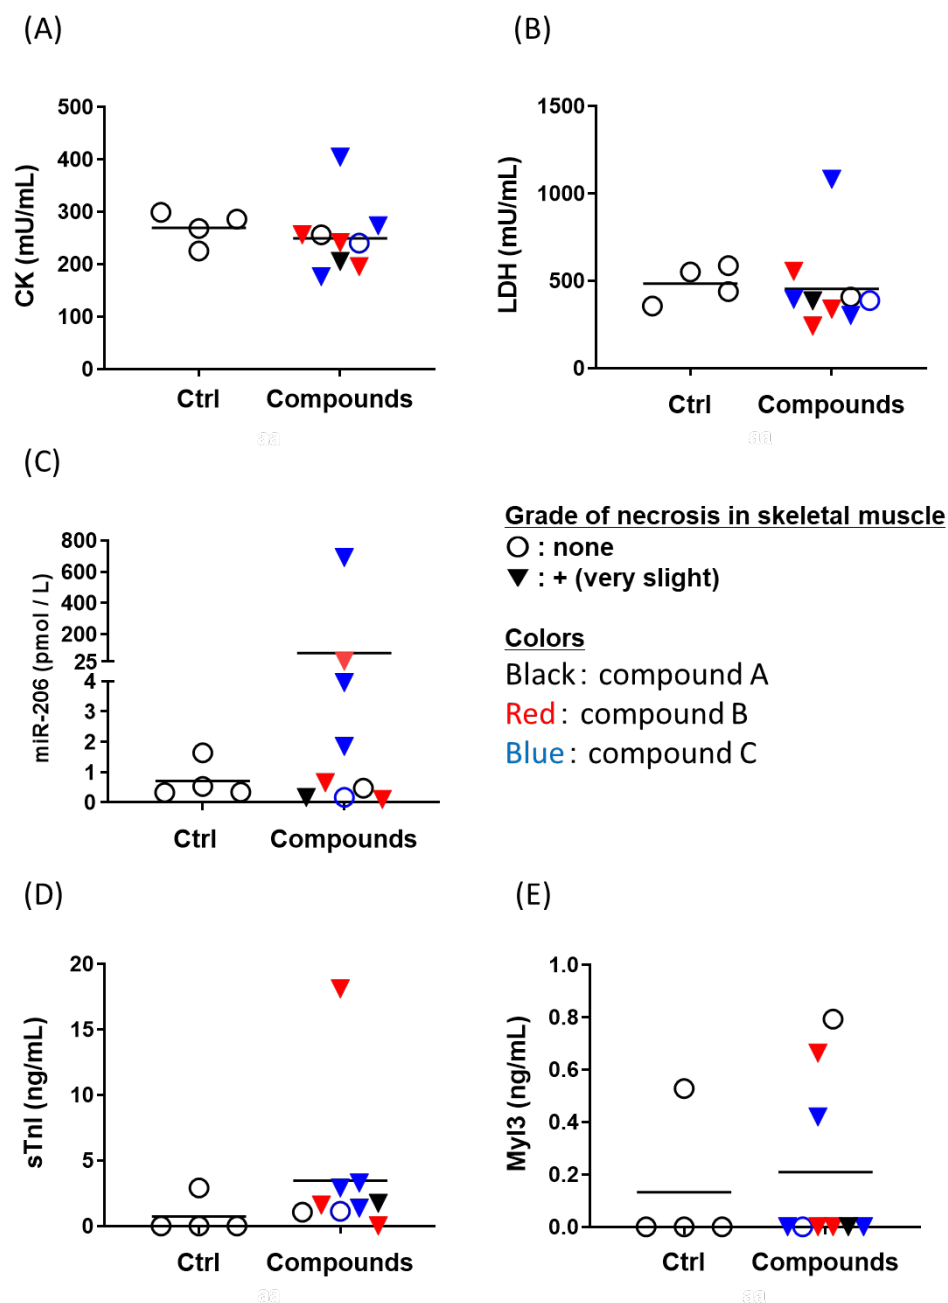 (A)
(B)
CK (mU/mL)
500
400
300
200
100
0
Ctrl
Compounds
aa
LDH (mU/mL)
1500
1000
500
0
Ctrl
Compounds
aa
(C)
miR-206 (pmol / L)
800
600
400
200
25
4
3
2
1
0
Ctrl
Compounds
Grade of necrosis in skeletal muscle
: none
: + (very slight)
Colors
Black : compound A
Red : compound B
Blue : compound C
(D)
(E)
sTnI (ng/mL)
20
15
10
5
0
Ctrl
Compounds
aa
Myl3 (ng/mL)
1.0
0.8
0.6
0.4
0.2
0.0
Ctrl
Compounds
aa